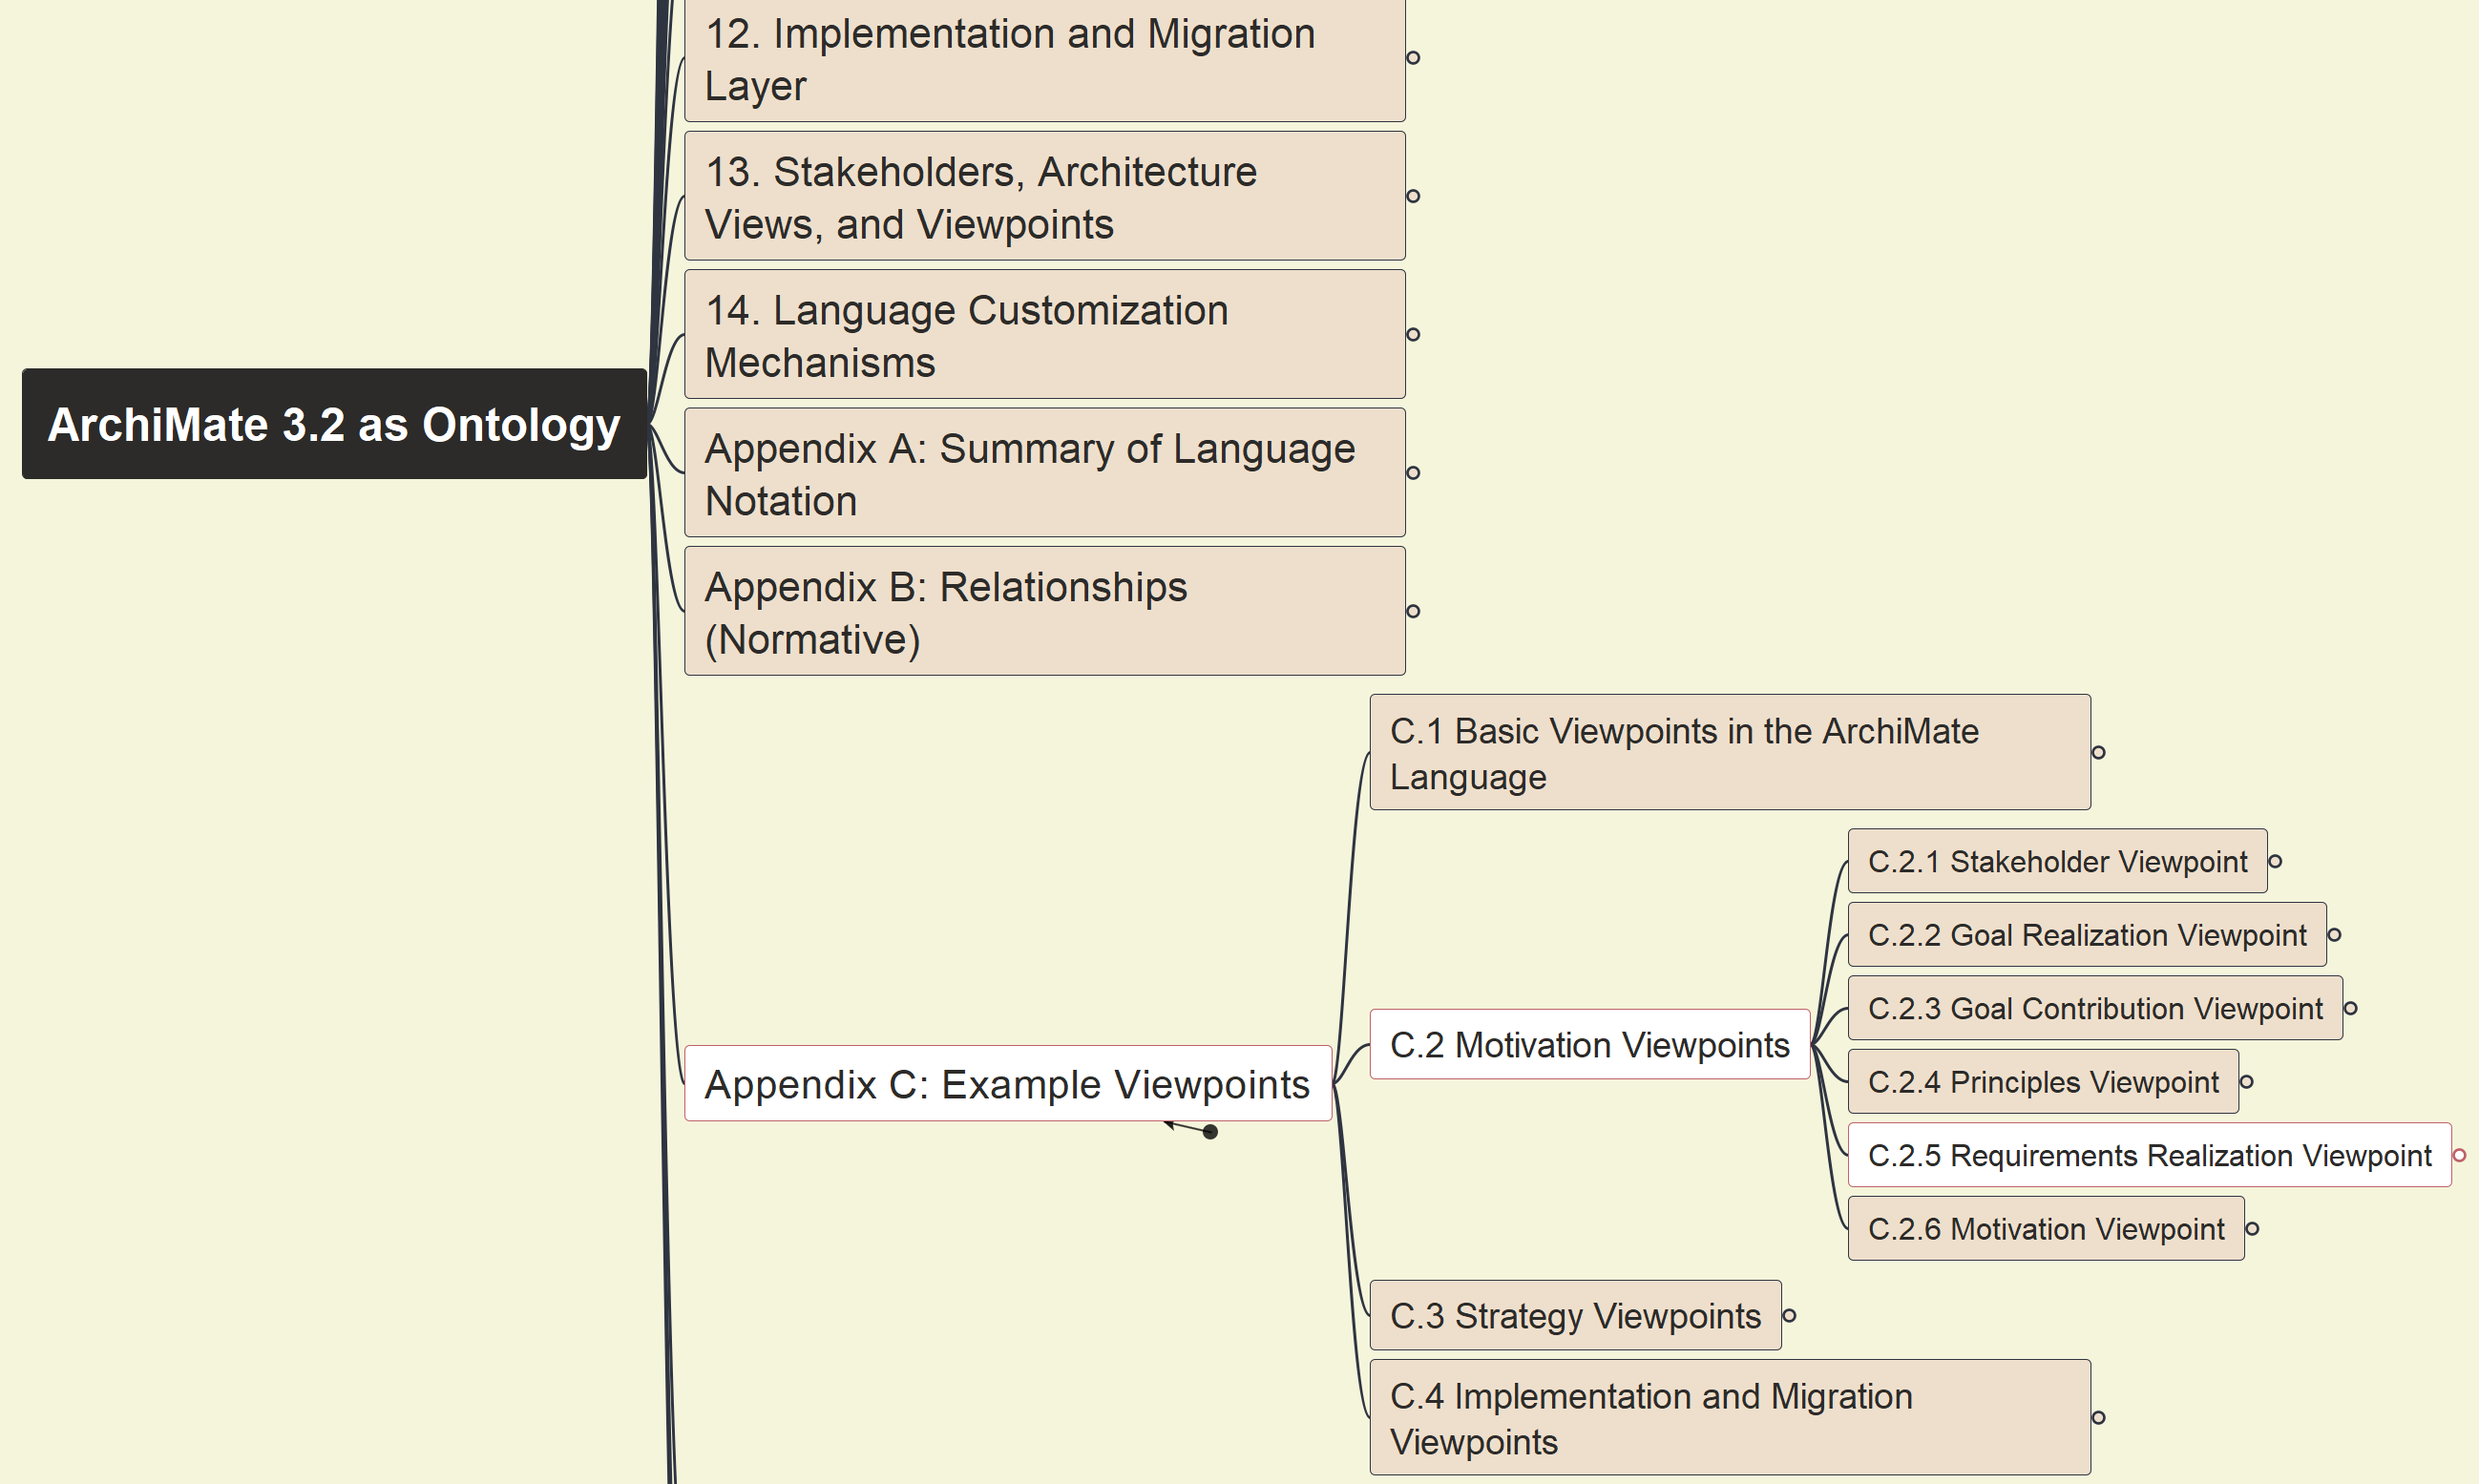 12. Implementation and Migration
Layer
13. Stakeholders, Architecture
Views, and Viewpoints
14. Language Customization
Mechanisms
ArchiMate 3.2 as Ontology
Appendix A: Summary of Language
Notation
Appendix B: Relationships
(Normative)
Appendix C: Example Viewpoints
C.1 Basic Viewpoints in the ArchiMate
Language
C.2 Motivation Viewpoints
C.2.1 Stakeholder Viewpoint
C.2.2 Goal Realization Viewpoint
C.2.3 Goal Contribution Viewpoint
C.2.4 Principles Viewpoint
C.2.5 Requirements Realization Viewpoint
C.2.6 Motivation Viewpoint
C.3 Strategy Viewpoints
C.4 Implementation and Migration
Viewpoints